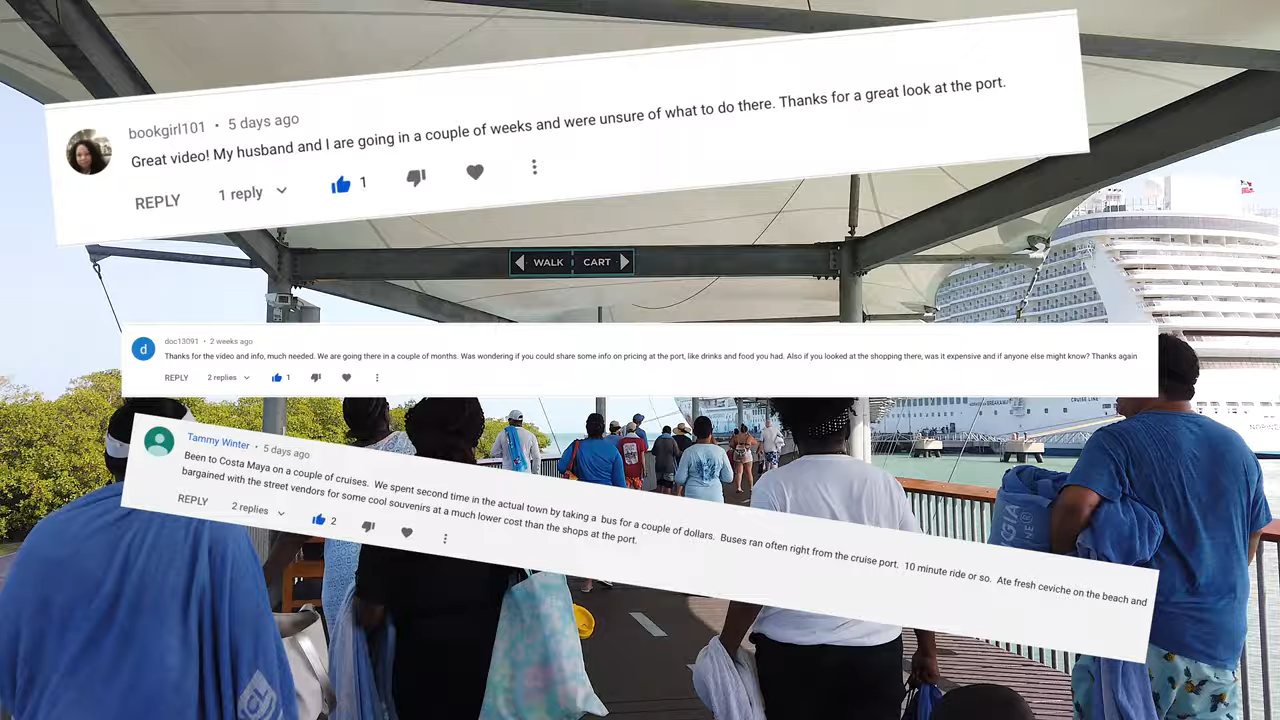 bookgirl101 • 5 days ago
Great video! My husband and I are going in a couple of weeks and were unsure of what to do there. Thanks for a great look at the port.
REPLY 1 reply 1
WALK CART
doc13091 • 2 weeks ago
Thanks for the video and info, much needed. We are going there in a couple of months. Was wondering if you could share some info on pricing at the port, like drinks and food you had. Also if you looked at the shopping there, was it expensive and if anyone else might know? Thanks again
REPLY 2 replies 1
CRUISE LINE
Tammy Winter • 5 days ago
Been to Costa Maya on a couple of cruises. We spent second time in the actual town by taking a bus for a couple of dollars. Buses ran often right from the cruise port. 10 minute ride or so. Ate fresh ceviche on the beach and
bargained with the street vendors for some cool souvenirs at a much lower cost than the shops at the port.
REPLY 2 replies 2